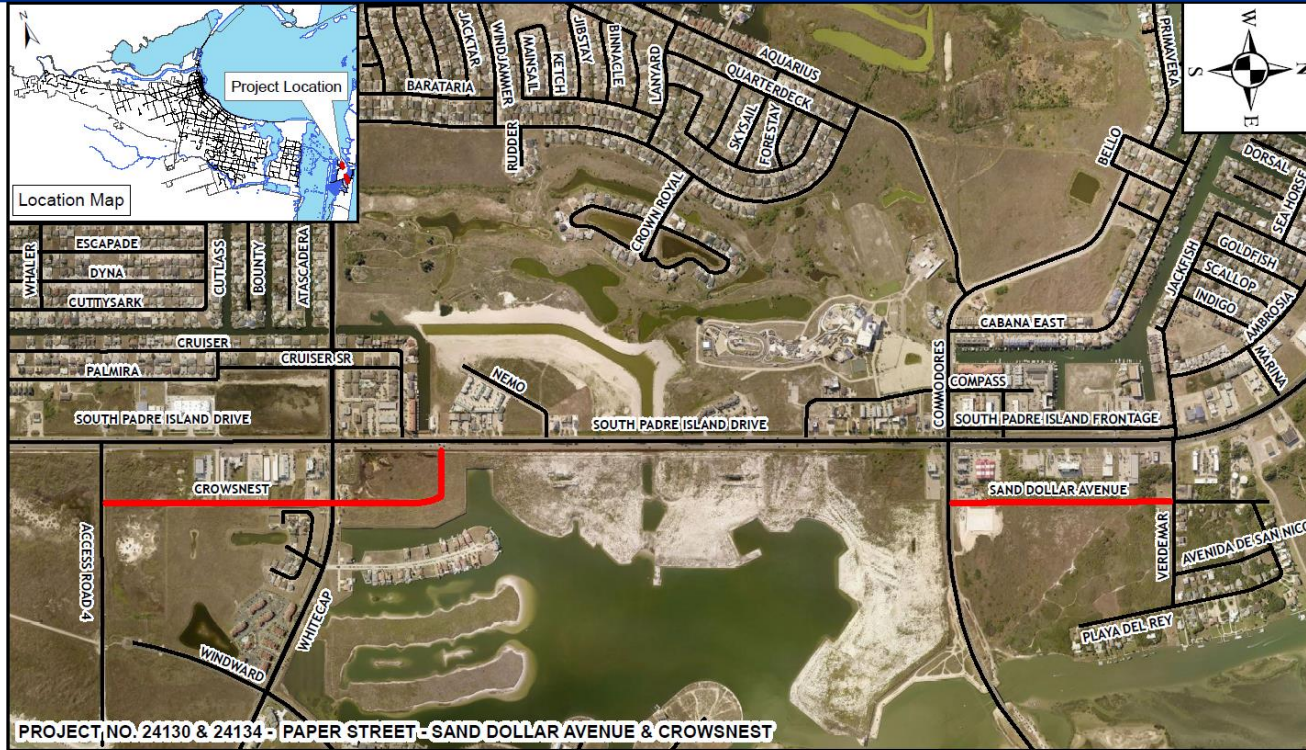 Project Location
Location Map
W
N
S
E
JACKTAR
WINDJAMMER
MAINSAIL
KETCH
JIBSTAY
BINNACLE
LANYARD
AQUARIUS
QUARTERDECK
PRIMAVERA
BARATARIA
RUDDER
SKYSAIL
FORESTAY
BELLO
DORSAL
SEA HORSE
CROWN ROYAL
WHALER
ESCAPADE
DYNA
CUTTYSARK
CUTLASS
BOUNTY
ATASCADERA
JACKFISH
GOLDFISH
SCALLOP
INDIGO
AMBROSIA
MARINA
CRUISER
CRUISER SR
PALMIRA
NEMO
CABANA EAST
COMPASS
COMMODORES
SOUTH PADRE ISLAND DRIVE
SOUTH PADRE ISLAND DRIVE
SOUTH PADRE ISLAND FRONTAGE
CROWSNEST
SAND DOLLAR AVENUE
ACCESS ROAD 4
WHITECAP
WINDWARD
VERDEMAR
AVENIDA DE SAN NICO
PLAYA DEL REY
PROJECT NO. 24130 & 24134 - PAPER STREET - SAND DOLLAR AVENUE & CROWSNEST